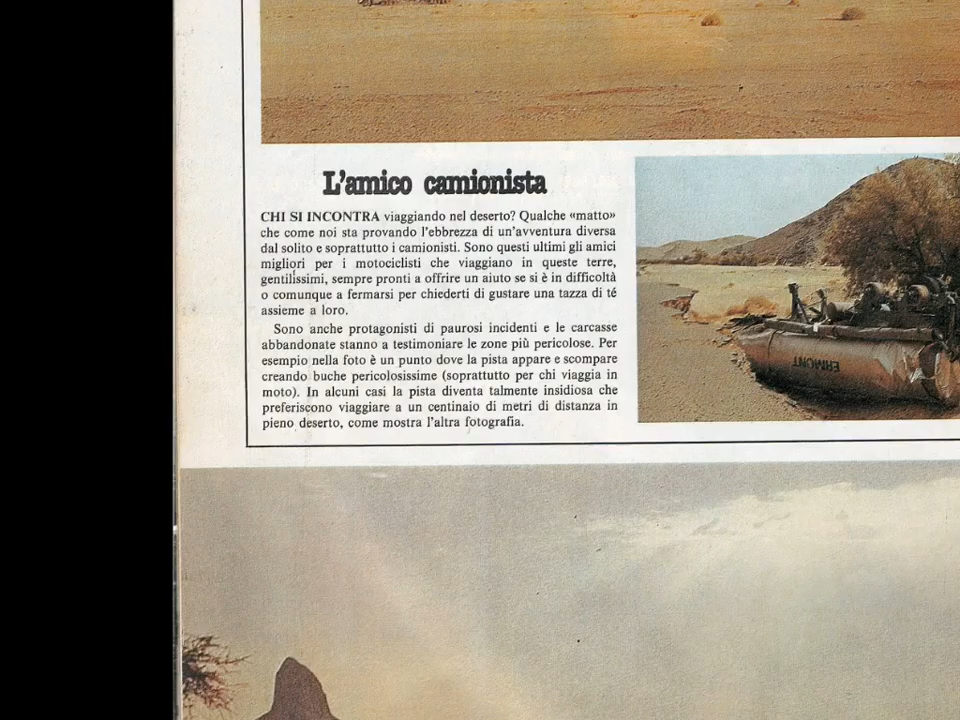 L'amico camionista
CHI SI INCONTRA viaggiando nel deserto? Qualche «matto»
che come noi sta provando l'ebbrezza di un'avventura diversa
dal solito e soprattutto i camionisti. Sono questi ultimi gli amici
migliori per i motociclisti che viaggiano in queste terre,
gentilissimi, sempre pronti a offrire un aiuto se si è in difficoltà
o comunque a fermarsi per chiederti di gustare una tazza di té
assieme a loro.
Sono anche protagonisti di paurosi incidenti e le carcasse
abbandonate stanno a testimoniare le zone più pericolose. Per
esempio nella foto è un punto dove la pista appare e scompare
creando buche pericolosissime (soprattutto per chi viaggia in
moto). In alcuni casi la pista diventa talmente insidiosa che
preferiscono viaggiare a un centinaio di metri di distanza in
pieno deserto, come mostra l'altra fotografia.
ERMONT